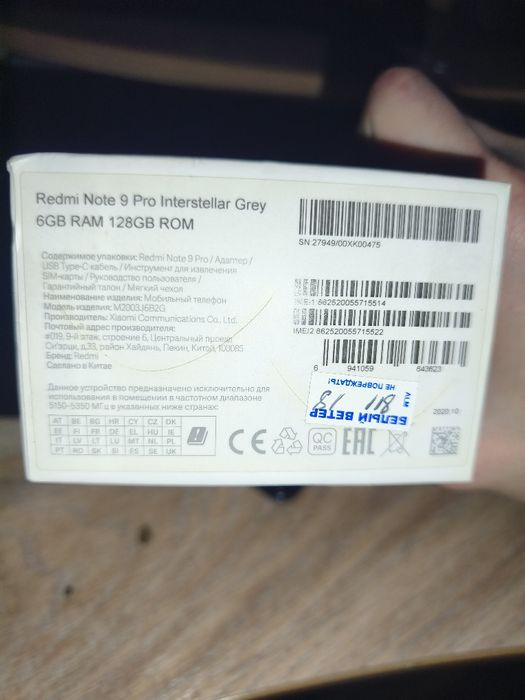 Redmi Note 9 Pro Interstellar Grey
6GB RAM 128GB ROM
SN:27949/00XK00475
Содержимое упаковки: Redmi Note 9 Pro / Адаптер /
USB Type-C кабель / Инструмент для извлечения
SIM-карты / Руководство пользователя /
Гарантийный талон / Мягкий чехол
Наименование изделия: Мобильный телефон
Модель изделия: M2003J6B2G
Производитель: Xiaomi Communications Co., Ltd.
Почтовый адрес производителя:
#019, 9-й этаж, строение 6, Центральный проезд
Си'эрци, д.33, район Хайдянь, Пекин, Китай, 100085
Бренд: Redmi
Сделано в Китае
IMEI1:862520055715514
IMEI2:862520055715522
6 941059 643623
Данное устройство предназначено исключительно для
использования в помещении в частотном диапазоне
5150-5350 МГц в указанных ниже странах:
AT BE BG HR CY CZ DK
EE FI FR DE EL HU IE
IT LV LT LU MT NL PL
PT RO SK SI ES SE UK
CE
QC
PASS
EAC
2020.10
БЕЛЫЙ ВЕТЕР
НЕ ПОВРЕЖДАТЬ!
ALM